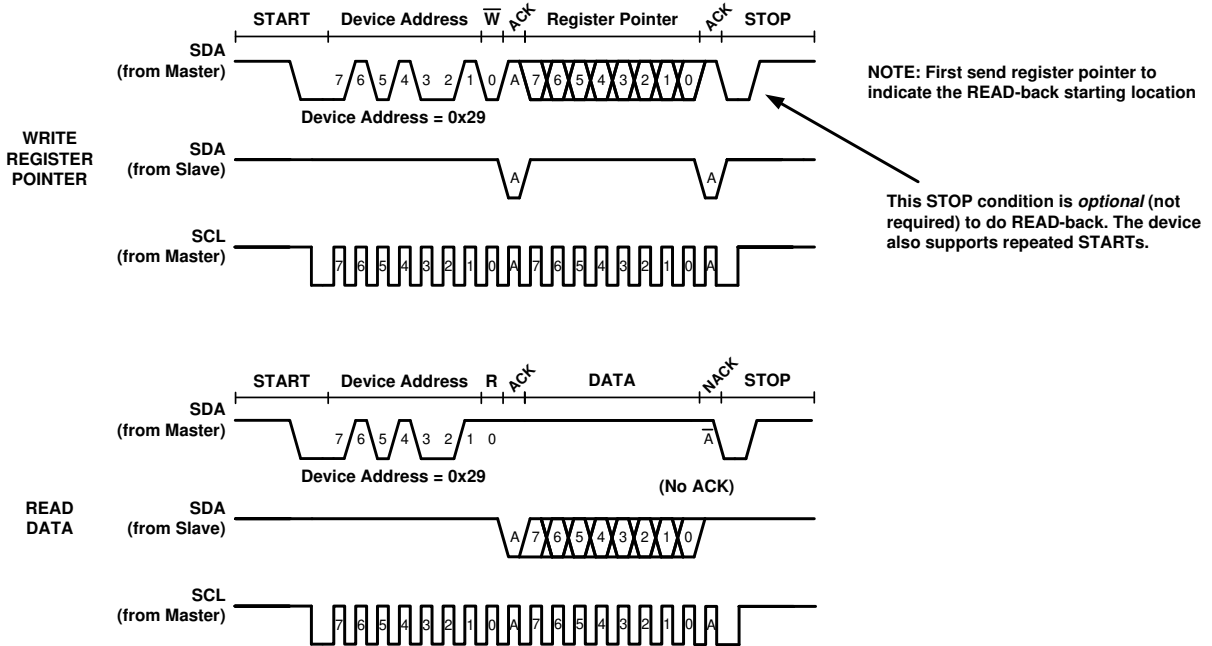 START Device Address W ACK Register Pointer ACK STOP
SDA
(from Master)
7 6 5 4 3 2 1 0 A 7 6 5 4 3 2 1 0
Device Address = 0x29
NOTE: First send register pointer to
indicate the READ-back starting location
WRITE
REGISTER
POINTER
SDA
(from Slave)
A A
This STOP condition is optional (not
required) to do READ-back. The device
also supports repeated STARTs.
SCL
(from Master)
7 6 5 4 3 2 1 0 A 7 6 5 4 3 2 1 0 A
START Device Address R ACK DATA NACK STOP
SDA
(from Master)
7 6 5 4 3 2 1 0 A
Device Address = 0x29
(No ACK)
READ
DATA
SDA
(from Slave)
A 7 6 5 4 3 2 1 0
SCL
(from Master)
7 6 5 4 3 2 1 0 A 7 6 5 4 3 2 1 0 A